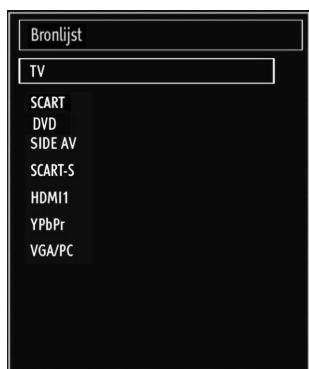 Bronlijst
TV
SCART
DVD
SIDE AV
SCART-S
HDMI1
YPbPr
VGA/PC